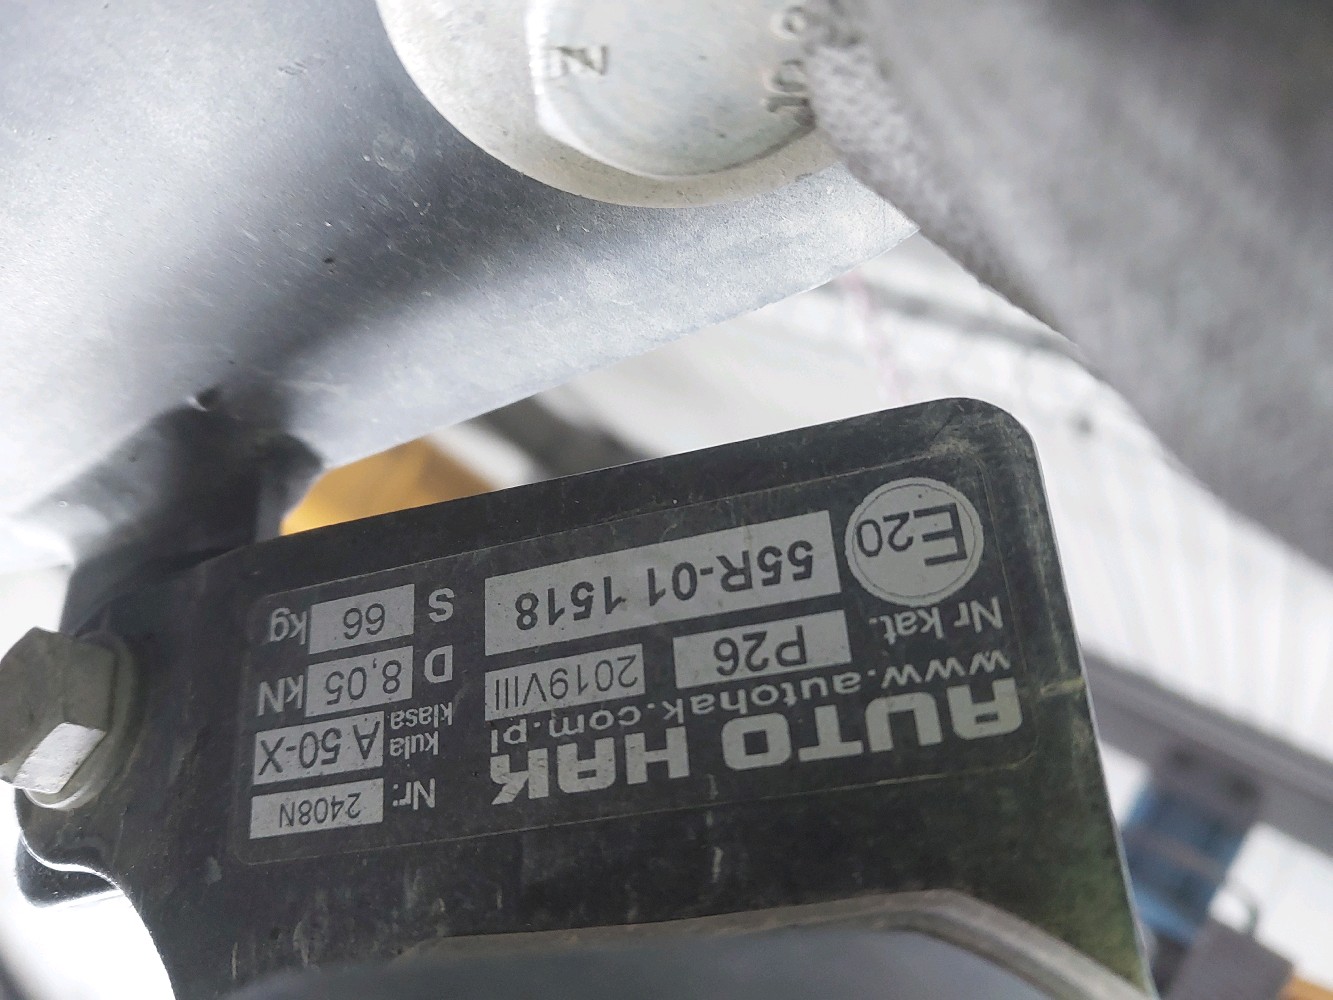 AUTO HAK
www.autohak.com.pl
Nr kat. P26 2019VIII
E20 55R-01 1518
Nr: 2408N
kula klasa A 50-X
D 8,05 kN
S 66 kg